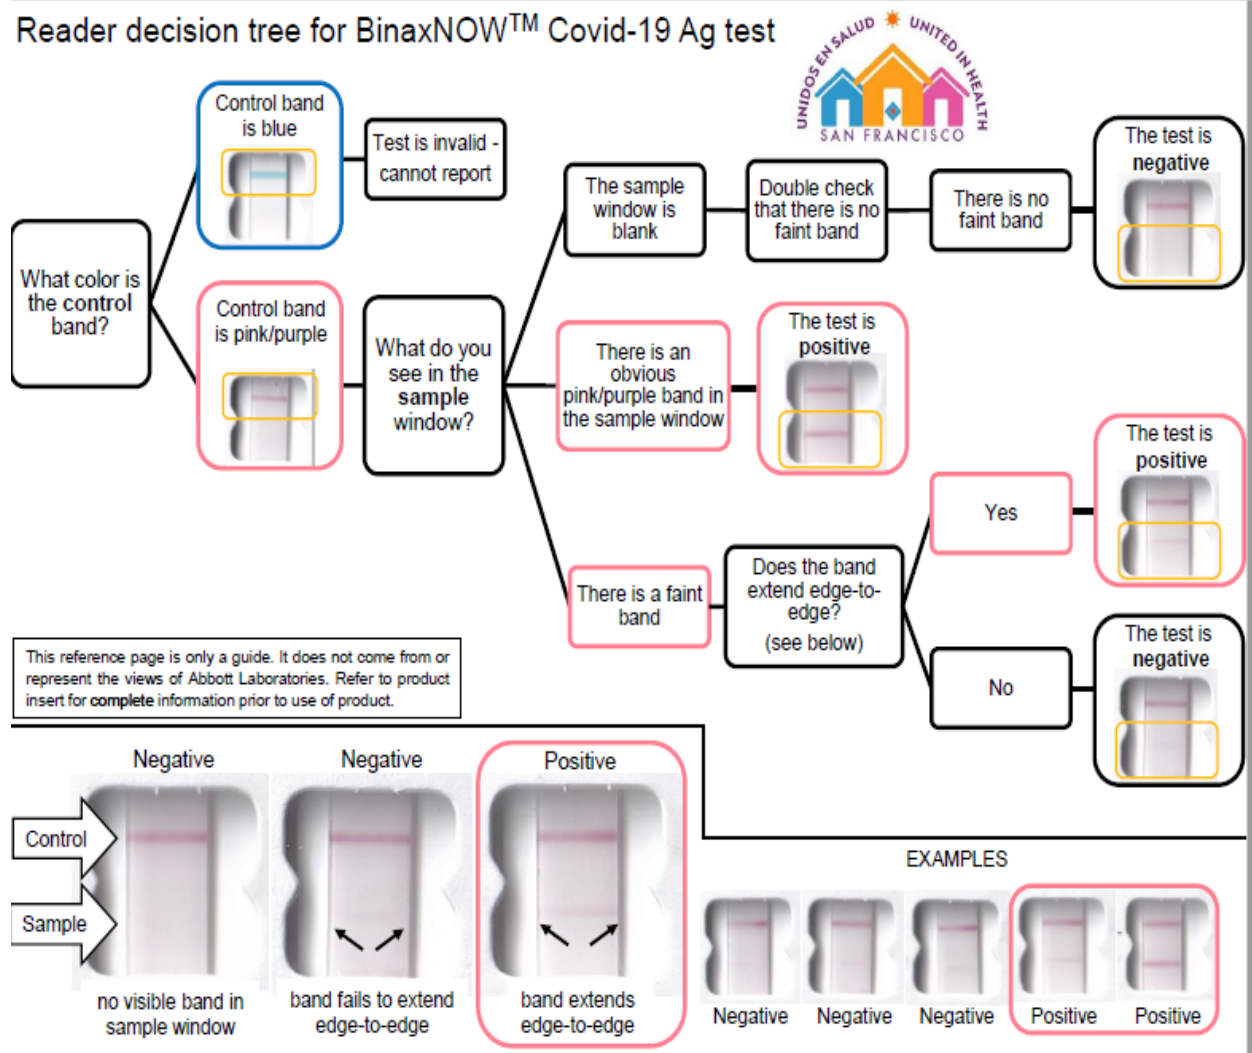 Reader decision tree for BinaxNOW™ Covid-19 Ag test
UNIDOS EN SALUD
UNITED IN HEALTH
SAN FRANCISCO
What color is
the control
band?
Control band
is blue
Test is invalid -
cannot report
Control band
is pink/purple
What do you
see in the
sample
window?
The sample
window is
blank
Double check
that there is no
faint band
There is no
faint band
The test is
negative
There is an
obvious
pink/purple band in
the sample window
The test is
positive
There is a faint
band
Does the band
extend edge-to-
edge?
(see below)
Yes
The test is
positive
No
The test is
negative
This reference page is only a guide. It does not come from or
represent the views of Abbott Laboratories. Refer to product
insert for complete information prior to use of product.
Negative
Negative
Positive
Control
Sample
no visible band in
sample window
band fails to extend
edge-to-edge
band extends
edge-to-edge
EXAMPLES
Negative
Negative
Negative
Positive
Positive